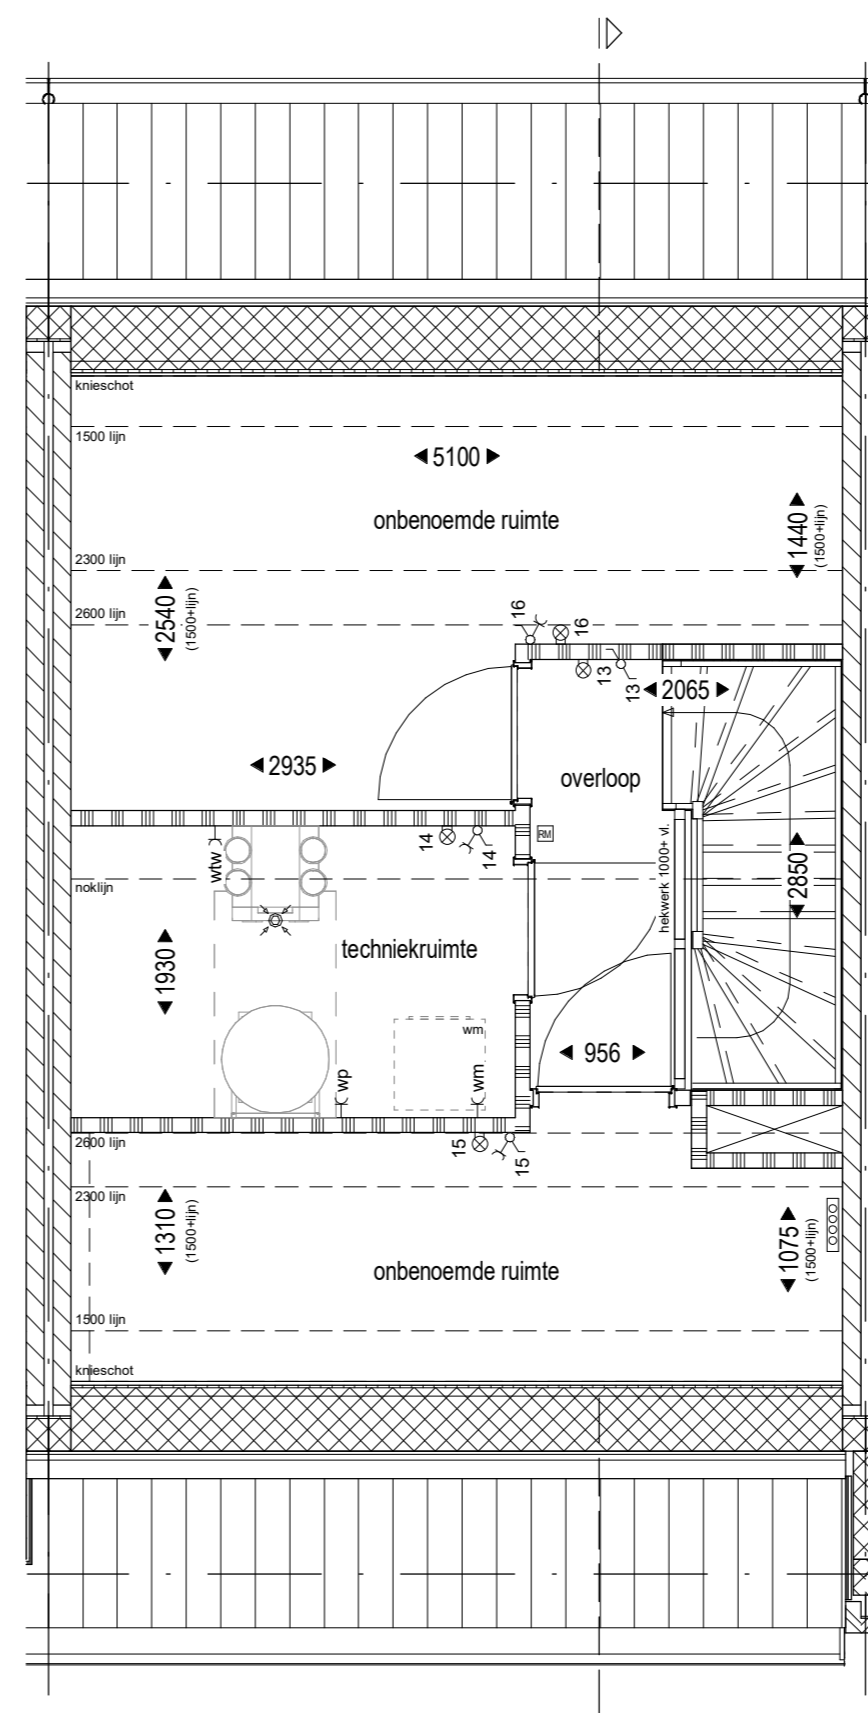 knieschot
1500 lijn
5100
onbenoemde ruimte
1440
(1500+lijn)
2300 lijn
2600 lijn
2540
(1500+lijn)
16
16
13
13
2065
2935
overloop
14
14
RM
wtw
noklijn
hekwerk 1000+ vl.
2850
techniekruimte
1930
wm
956
wp
wm
2600 lijn
15
15
2300 lijn
1310
(1500+lijn)
1075
(1500+lijn)
onbenoemde ruimte
1500 lijn
knieschot